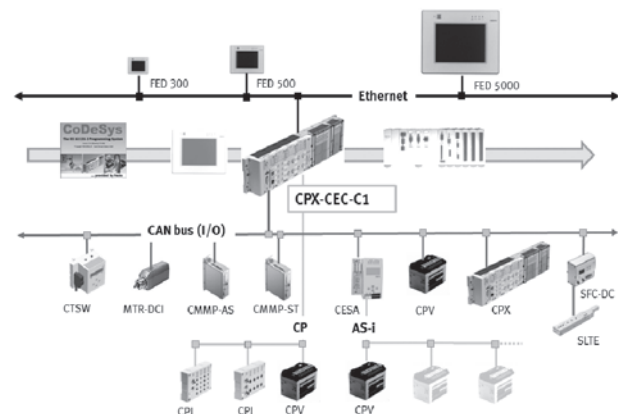 FED 300
FED 500
FED 5000
Ethernet
CoDeSys
CPX-CEC-C1
CAN bus (I/O)
CTSW
MTR-DCI
CMMP-AS
CMMP-ST
CESA
CPV
CPX
SFC-DC
SLTE
CP
AS-i
CPI
CPI
CPV
CPV